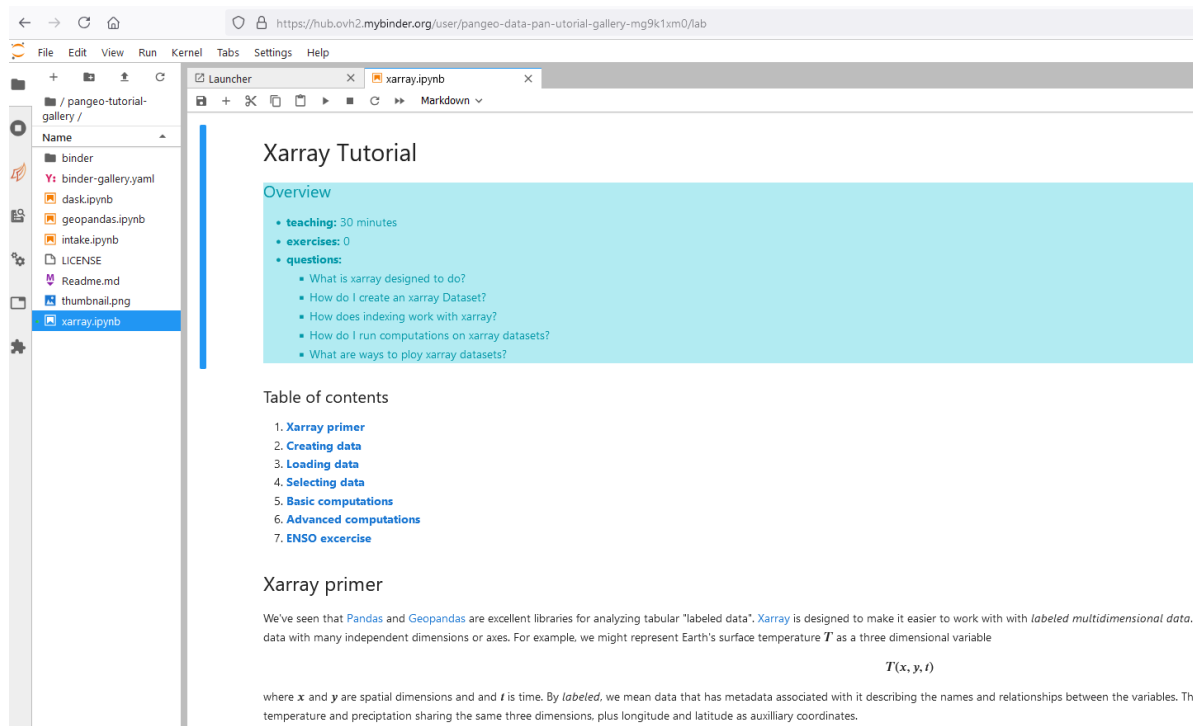 https://hub.ovh2.mybinder.org/user/pangeo-data-pan-utorial-gallery-mg9k1xm0/lab
File Edit View Run Kernel Tabs Settings Help
Launcher
xarray.ipynb
/ pangeo-tutorial-
gallery /
Markdown
Name
binder
Y: binder-gallery.yaml
dask.ipynb
geopandas.ipynb
intake.ipynb
LICENSE
Readme.md
thumbnail.png
xarray.ipynb
Xarray Tutorial
Overview
• teaching: 30 minutes
• exercises: 0
• questions:
▪ What is xarray designed to do?
▪ How do I create an xarray Dataset?
▪ How does indexing work with xarray?
▪ How do I run computations on xarray datasets?
▪ What are ways to ploy xarray datasets?
Table of contents
1. Xarray primer
2. Creating data
3. Loading data
4. Selecting data
5. Basic computations
6. Advanced computations
7. ENSO excercise
Xarray primer
We've seen that Pandas and Geopandas are excellent libraries for analyzing tabular "labeled data". Xarray is designed to make it easier to work with with labeled multidimensional data.
data with many independent dimensions or axes. For example, we might represent Earth's surface temperature T as a three dimensional variable
T(x, y, t)
where x and y are spatial dimensions and and t is time. By labeled, we mean data that has metadata associated with it describing the names and relationships between the variables. Th
temperature and preciptation sharing the same three dimensions, plus longitude and latitude as auxilliary coordinates.